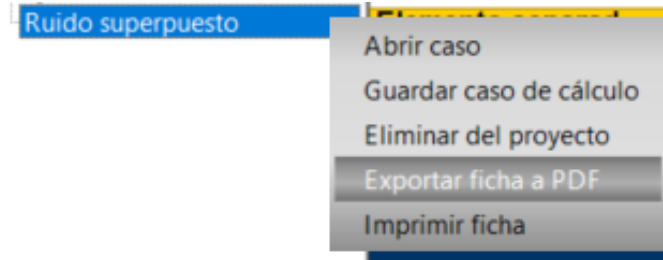 Ruido superpuesto
Abrir caso
Guardar caso de cálculo
Eliminar del proyecto
Exportar ficha a PDF
Imprimir ficha